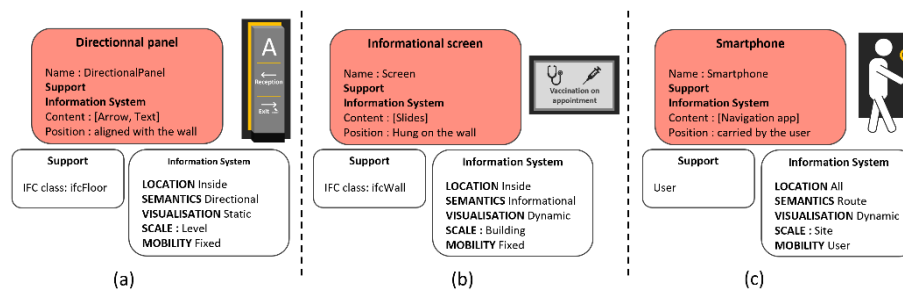 Directionnal panel
Name : DirectionalPanel
Support
Information System
Content : [Arrow, Text]
Position : aligned with the wall
A
Reception
Exit
Support
IFC class: ifcFloor
Information System
LOCATION Inside
SEMANTICS Directional
VISUALISATION Static
SCALE : Level
MOBILITY Fixed
(a)
Informational screen
Name : Screen
Support
Information System
Content : [Slides]
Position : Hung on the wall
Vaccination on
appointment
Support
IFC class: ifcWall
Information System
LOCATION Inside
SEMANTICS Informational
VISUALISATION Dynamic
SCALE : Building
MOBILITY Fixed
(b)
Smartphone
Name : Smartphone
Support
Information System
Content : [Navigation app]
Position : carried by the user
Support
User
Information System
LOCATION All
SEMANTICS Route
VISUALISATION Dynamic
SCALE : Site
MOBILITY User
(c)